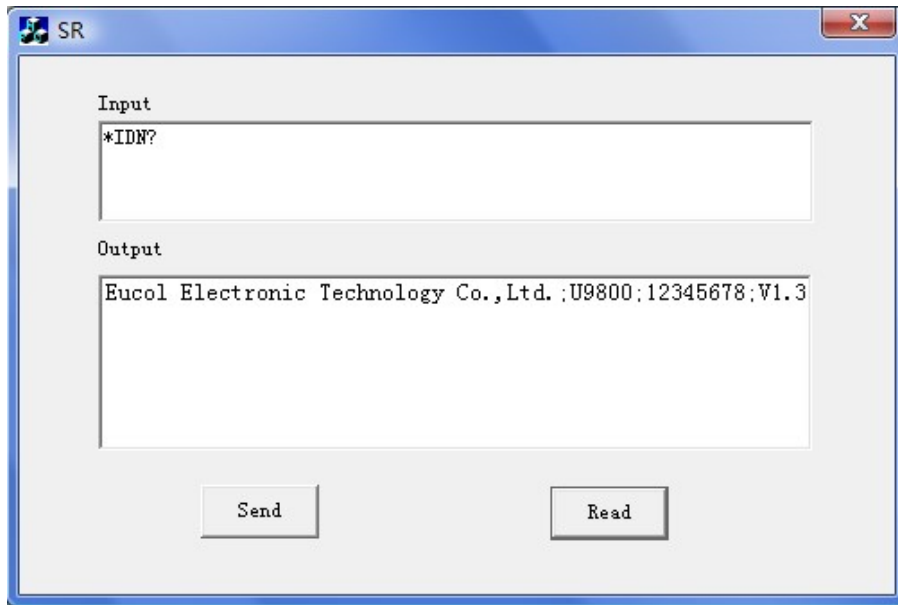 SR
Input
*IDN?
Output
Eucol Electronic Technology Co.,Ltd.;U9800;12345678;V1.3
Send
Read